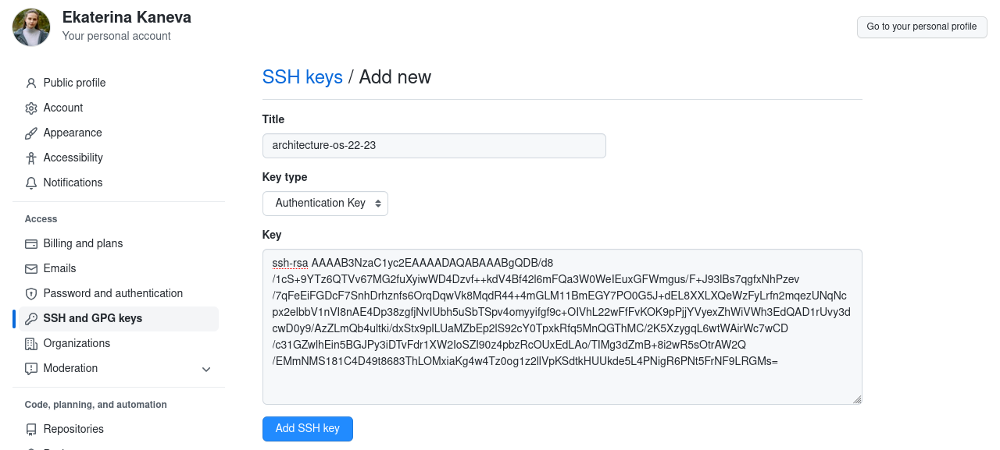 Ekaterina Kaneva
Your personal account
Go to your personal profile
Public profile
Account
Appearance
Accessibility
Notifications
Access
Billing and plans
Emails
Password and authentication
SSH and GPG keys
Organizations
Moderation
Code, planning, and automation
Repositories
SSH keys / Add new
Title
architecture-os-22-23
Key type
Authentication Key
Key
ssh-rsa AAAAB3NzaC1yc2EAAAADAQABAAABgQDB/d8
/1cS+9YTz6QTVv67MG2fuXyiwWD4Dzvf++kdV4Bf42l6mFQa3W0WeIEuxGFWmgus/F+J93lBs7qgfxNhPzev
/7qFeEiFGDcF7SnhDrhznfs6OrqDqwVk8MqdR44+4mGLM11BmEGY7PO0G5J+dEL8XXLXQeWzFyLrfn2mqezUNqNc
px2elbbV1nVI8nAE4Dp38zgfjNvIUbh5uSbTSpv4omyyifgf9c+OIVhL22wFfFvKOK9pPjjYVyexZhWiVWh3EdQAD1rUvy3d
cwD0y9/AzZLmQb4ultki/dxStx9plLUaMZbEp2lS92cY0TpxkRfq5MnQGThMC/2K5XzygqL6wtWAirWc7wCD
/c31GZwlhEin5BGJPy3iDTvFdr1XW2IoSZI90z4pbzRcOUxEdLAo/TIMg3dZmB+8i2wR5sOtrAW2Q
/EMmNMS181C4D49t8683ThLOMxiaKg4w4Tz0og1z2llVpKSdtkHUUkde5L4PNigR6PNt5FrNF9LRGMs=
Add SSH key